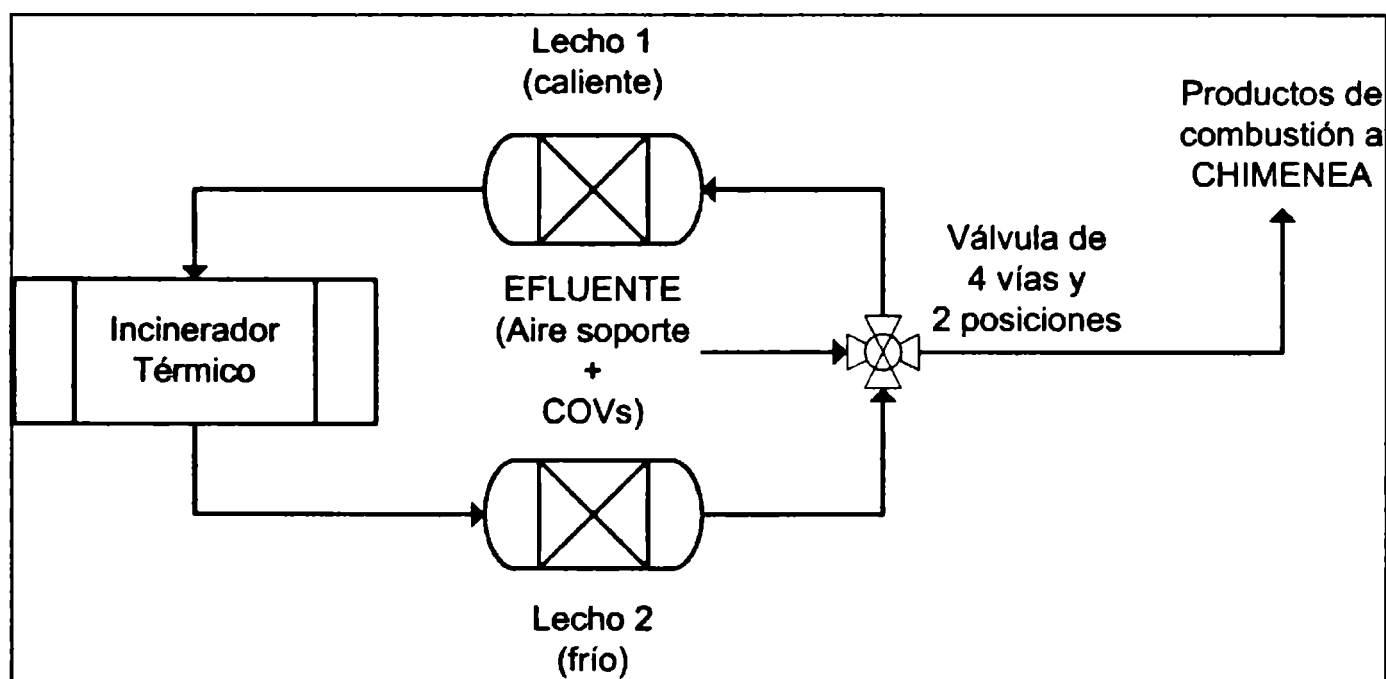 Lecho 1
(caliente)
Productos de
combustión a
CHIMENEA
Válvula de
4 vías y
2 posiciones
EFLUENTE
(Aire soporte
+
COVs)
Incinerador
Térmico
Lecho 2
(frío)